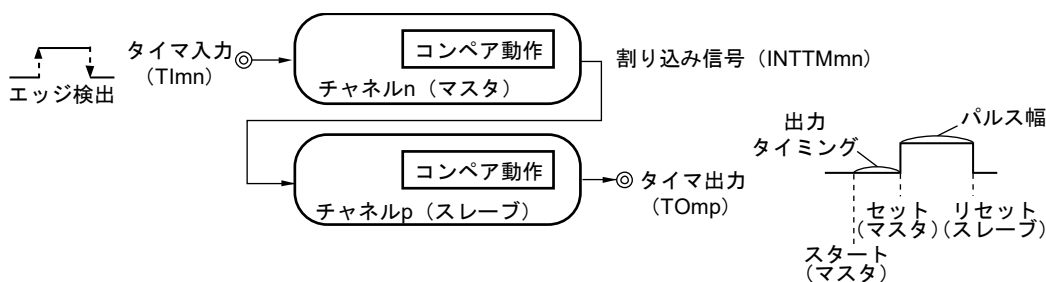 エッジ検出
タイマ入力
（TImn）
コンペア動作
チャネルn（マスタ）
割り込み信号（INTTMmn）
コンペア動作
チャネルp（スレーブ）
タイマ出力
（TOmp）
出力
タイミング
パルス幅
セット
（マスタ）
リセット
（スレーブ）
スタート
（マスタ）